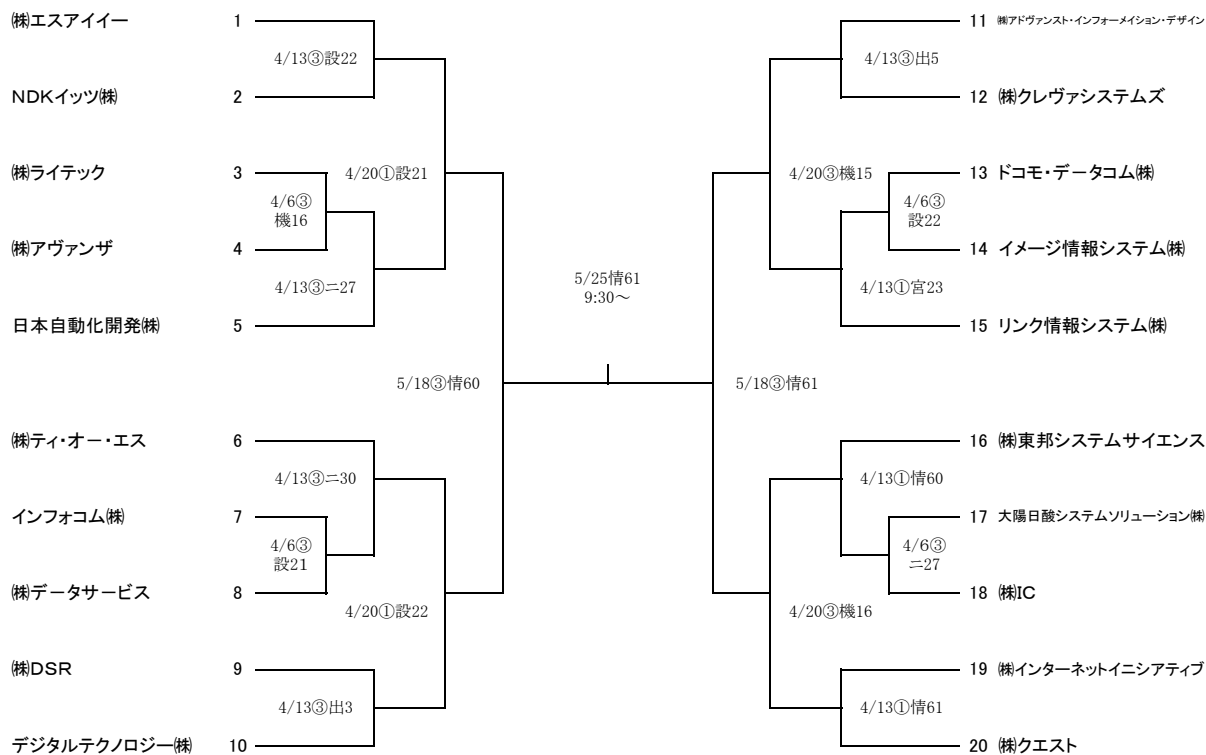 ㈱エスアイイー 1
4/13③設22
NDKイッツ㈱ 2
㈱ライテック 3
4/20①設21
4/6③
機16
㈱アヴァンザ 4
4/13③ニ27
日本自動化開発㈱ 5
5/18③情60
㈱ティ・オー・エス 6
4/13③ニ30
インフォコム㈱ 7
4/6③
設21
㈱データサービス 8
4/20①設22
㈱DSR 9
4/13③出3
デジタルテクノロジー㈱ 10
5/25情61
9:30～
11 ㈱アドヴァンスト・インフォーメイション・デザイン
4/13③出5
12 ㈱クレヴァシステムズ
4/20③機15
13 ドコモ・データコム㈱
4/6③
設22
14 イメージ情報システム㈱
4/13①宮23
15 リンク情報システム㈱
5/18③情61
16 ㈱東邦システムサイエンス
4/13①情60
17 大陽日酸システムソリューション㈱
4/6③
ニ27
18 ㈱IC
4/20③機16
19 ㈱インターネットイニシアティブ
4/13①情61
20 ㈱クエスト